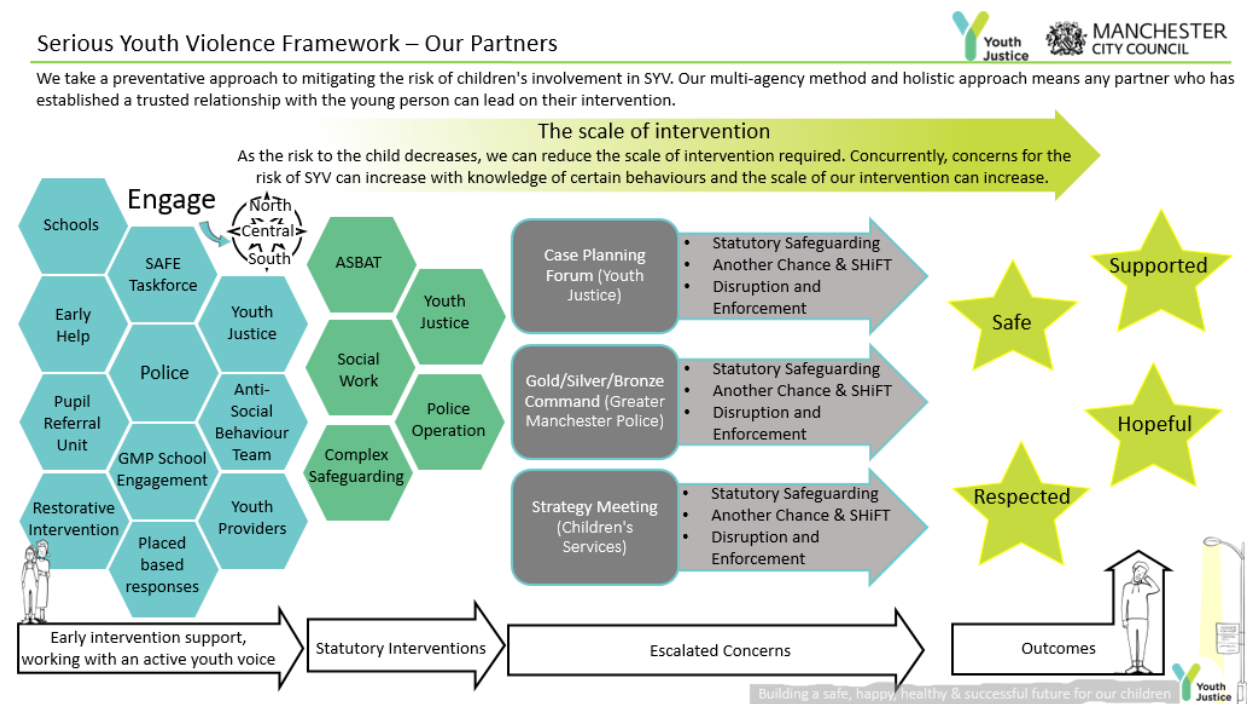 Serious Youth Violence Framework – Our Partners
Youth
Justice
MANCHESTER
CITY COUNCIL
We take a preventative approach to mitigating the risk of children's involvement in SYV. Our multi-agency method and holistic approach means any partner who has
established a trusted relationship with the young person can lead on their intervention.
The scale of intervention
As the risk to the child decreases, we can reduce the scale of intervention required. Concurrently, concerns for the
risk of SYV can increase with knowledge of certain behaviours and the scale of our intervention can increase.
Engage
North
Central
South
Schools
SAFE
Taskforce
Early
Help
Youth
Justice
Police
Pupil
Referral
Unit
Anti-
Social
Behaviour
Team
GMP School
Engagement
Restorative
Intervention
Youth
Providers
Placed
based
responses
ASBAT
Youth
Justice
Social
Work
Police
Operation
Complex
Safeguarding
Case Planning
Forum (Youth
Justice)
• Statutory Safeguarding
• Another Chance & SHiFT
• Disruption and
Enforcement
Gold/Silver/Bronze
Command (Greater
Manchester Police)
• Statutory Safeguarding
• Another Chance & SHiFT
• Disruption and
Enforcement
Strategy Meeting
(Children's
Services)
• Statutory Safeguarding
• Another Chance & SHiFT
• Disruption and
Enforcement
Supported
Safe
Hopeful
Respected
Early intervention support,
working with an active youth voice
Statutory Interventions
Escalated Concerns
Outcomes
Building a safe, happy, healthy & successful future for our children
Youth
Justice